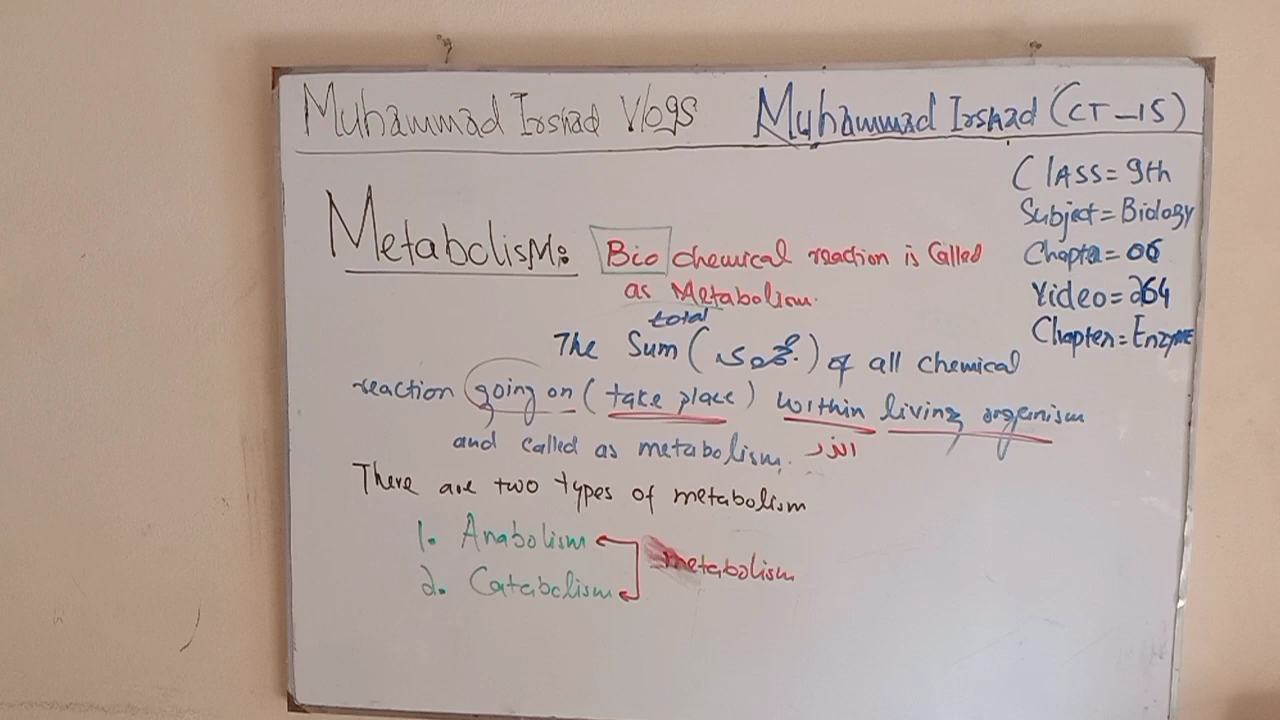 Muhammad Irshad Vlogs Muhammad Irshad (CT-15)
Class = 9th
Subject = Biology
Chapter = 06
Video = 264
Chapter = Enzyme
Metabolism: Bio chemical reaction is Called
as Metabolism.
total
The Sum ( ) of all chemical
reaction going on (take place) within living organism
and called as metabolism. اندر
There are two types of metabolism
1. Anabolism
2. Catabolism
metabolism